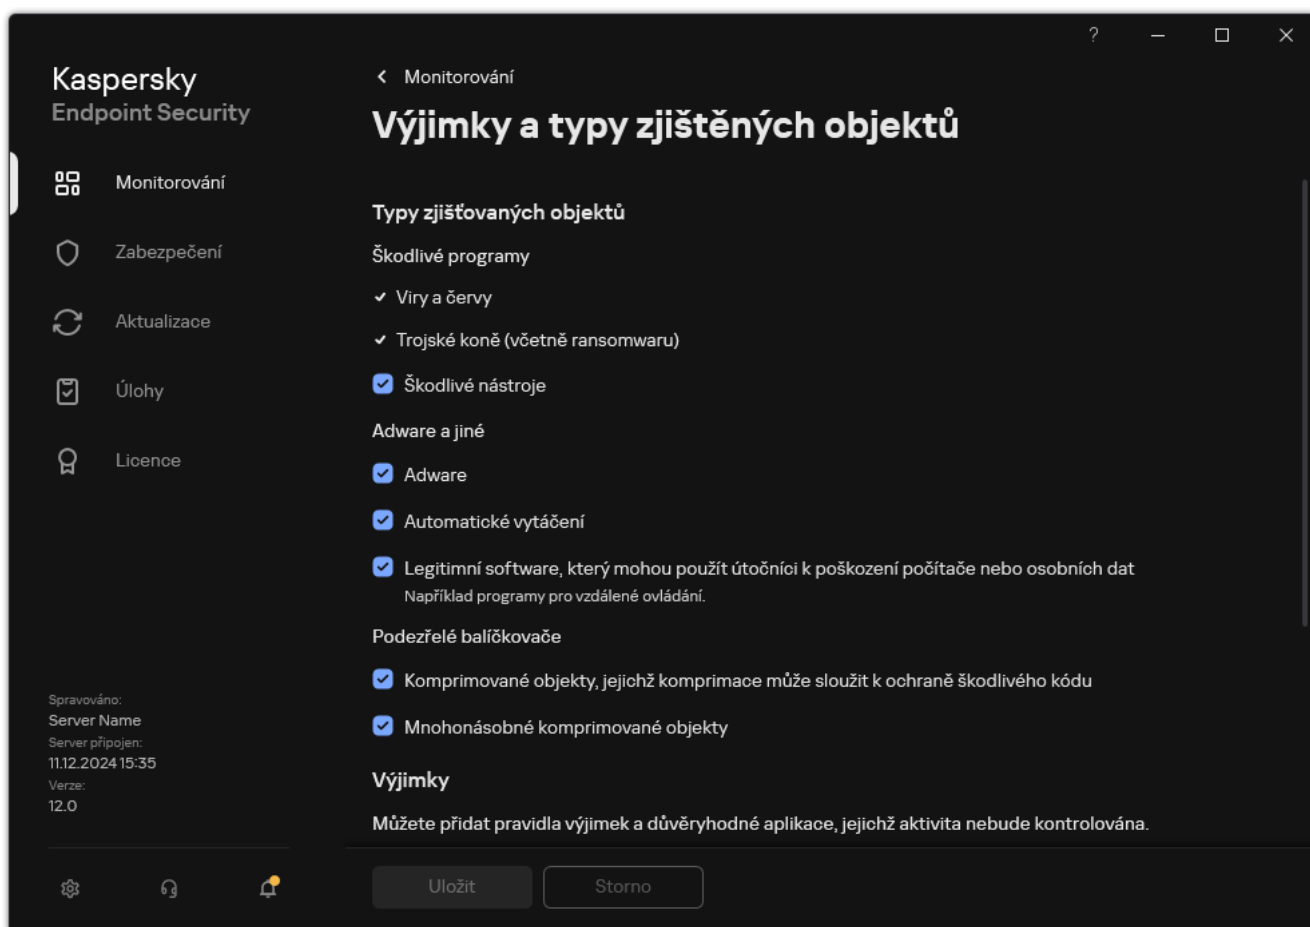 ?
Kaspersky
Endpoint Security
Monitorování
Zabezpečení
Aktualizace
Úlohy
Licence
Spravováno:
Server Name
Server připojen:
11.12.2024 15:35
Verze:
12.0
Monitorování
Výjimky a typy zjištěných objektů
Typy zjišťovaných objektů
Škodlivé programy
Viry a červy
Trojské koně (včetně ransomwaru)
Škodlivé nástroje
Adware a jiné
Adware
Automatické vytáčení
Legitimní software, který mohou použít útočníci k poškození počítače nebo osobních dat
Například programy pro vzdálené ovládání.
Podezřelé balíčkovače
Komprimované objekty, jejichž komprimace může sloužit k ochraně škodlivého kódu
Mnohonásobné komprimované objekty
Výjimky
Můžete přidat pravidla výjimek a důvěryhodné aplikace, jejichž aktivita nebude kontrolována.
Uložit
Storno